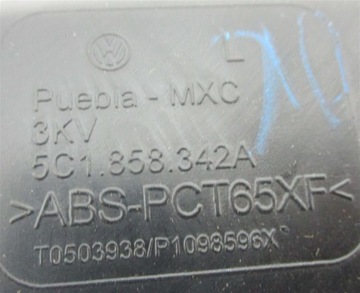 L
Puebla - MXC
3KV
5C1.858.342A
>ABS-PCT65XF<
T0503938/P1098596X